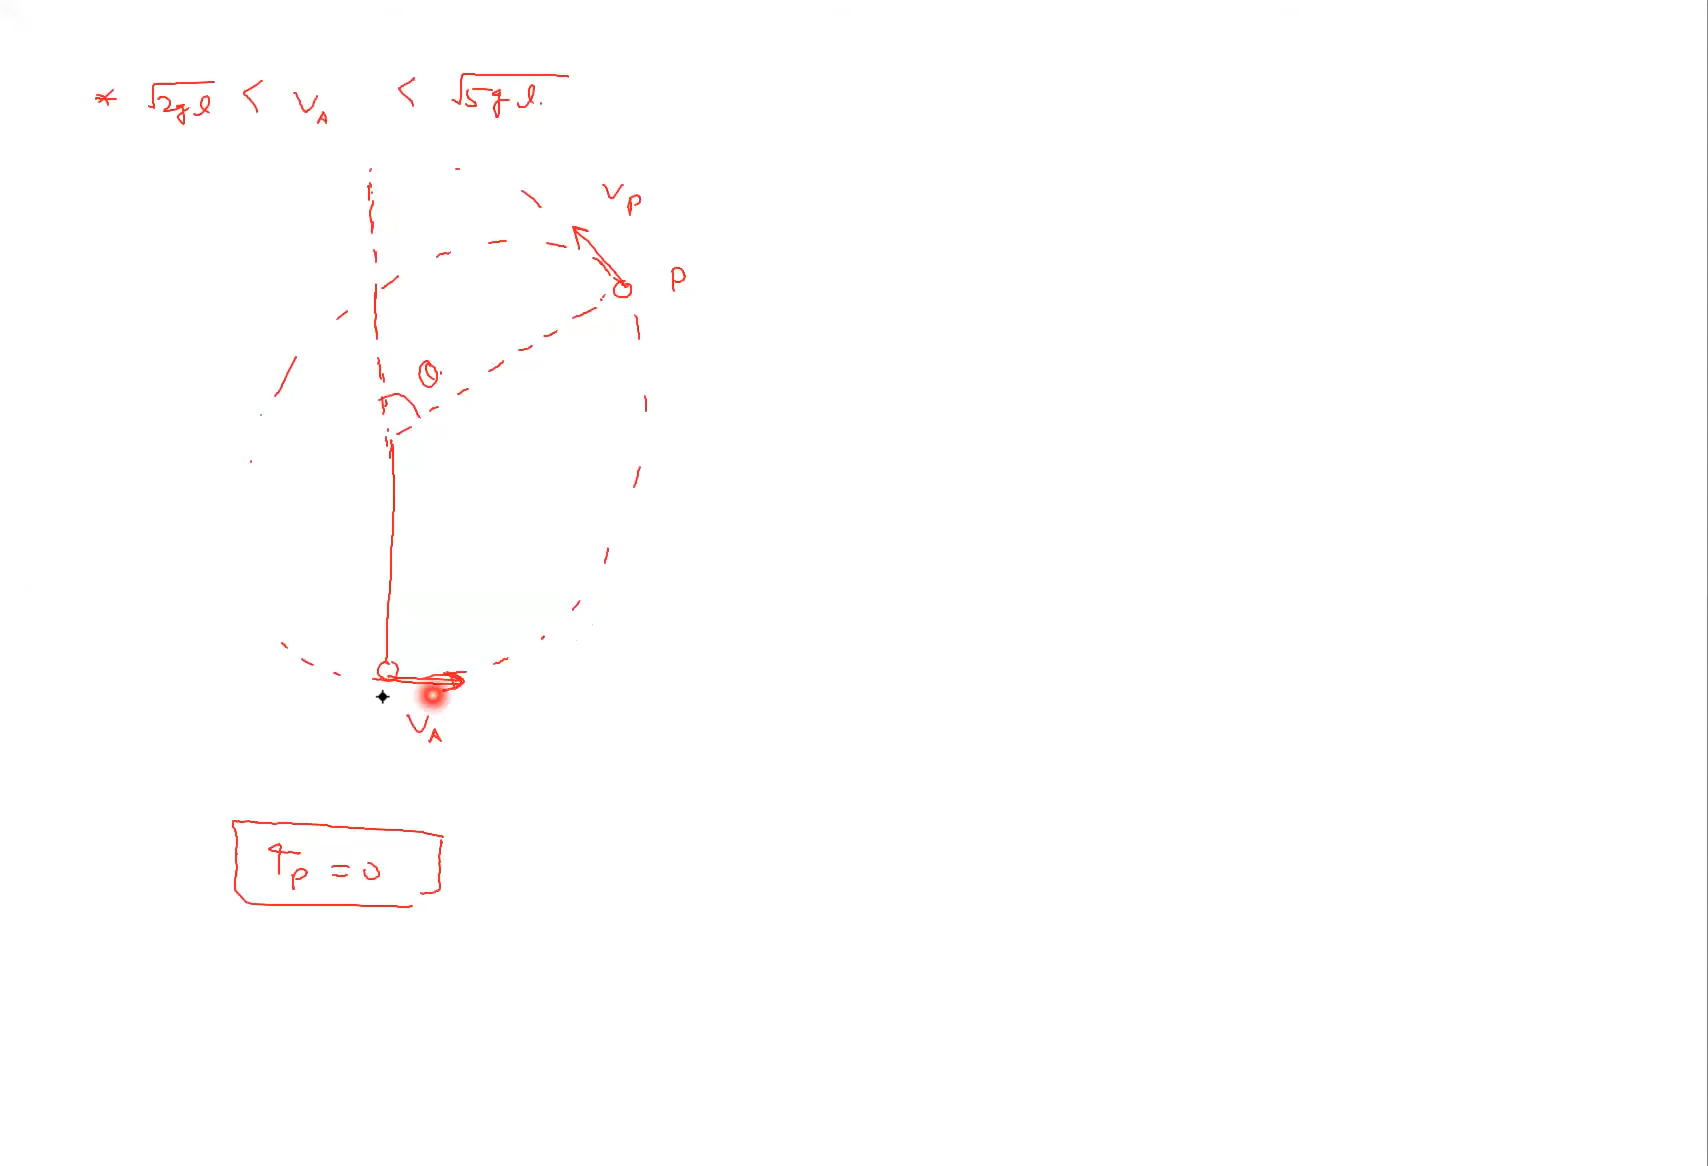 * √2gl < V_A < √5gl.
V_P
P
θ
V_A
T_P = 0